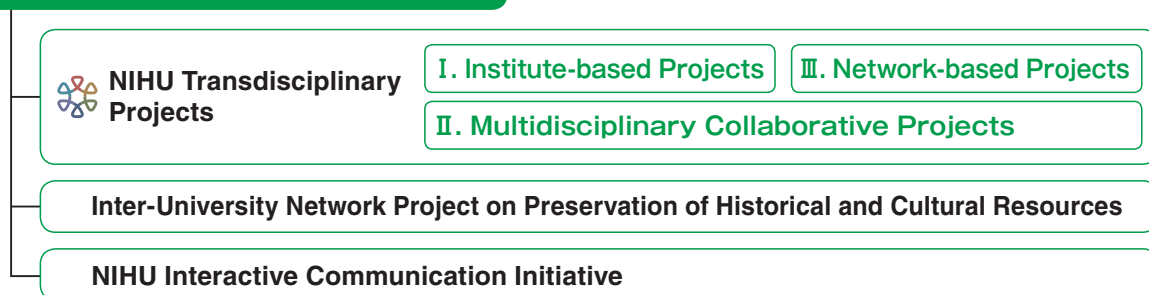 NIHU Transdisciplinary
Projects
Ⅰ. Institute-based Projects
Ⅲ. Network-based Projects
Ⅱ. Multidisciplinary Collaborative Projects
Inter-University Network Project on Preservation of Historical and Cultural Resources
NIHU Interactive Communication Initiative